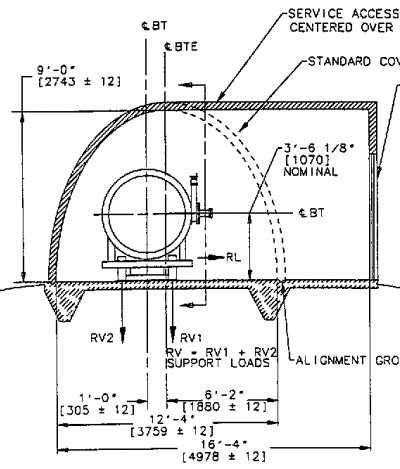 ℄BT
℄BTE
SERVICE ACCESS
CENTERED OVER
STANDARD COV
9'-0"
[2743 ± 12]
3'-6 1/8"
[1070]
NOMINAL
℄BT
RL
RV2
RV1
RV = RV1 + RV2
SUPPORT LOADS
ALIGNMENT GRO
1'-0"
[305 ± 12]
6'-2"
[1880 ± 12]
12'-4"
[3759 ± 12]
16'-4"
[4978 ± 12]